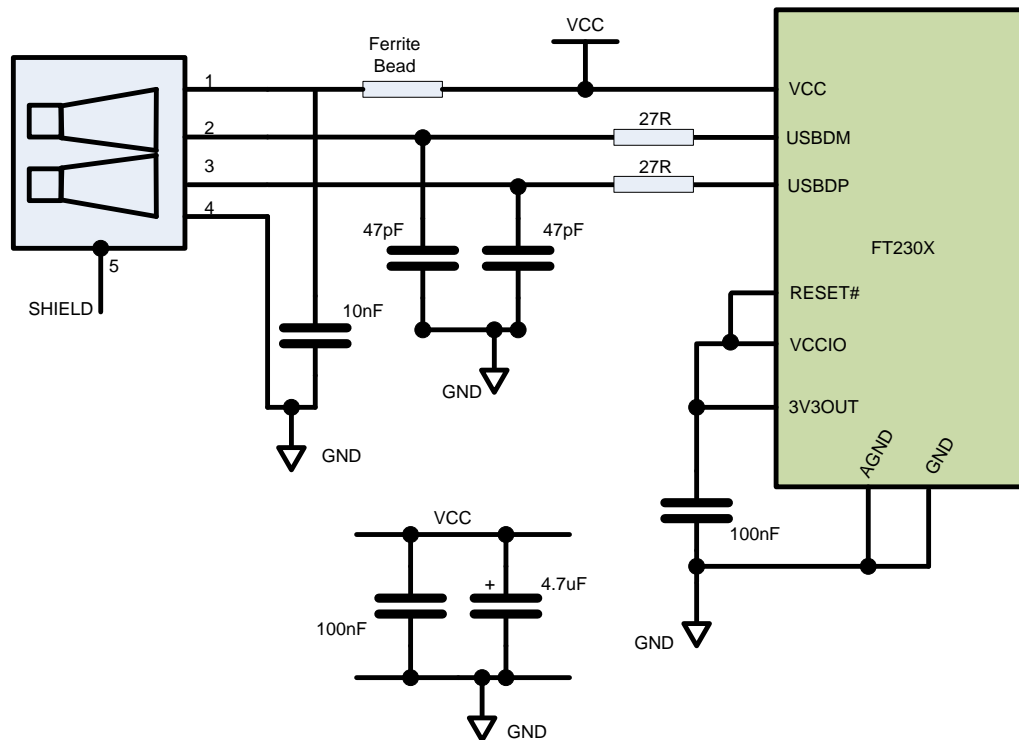 VCC
Ferrite
Bead
1
VCC
27R
2
USBDM
27R
3
USBDP
4
47pF
47pF
FT230X
5
SHIELD
RESET#
10nF
VCCIO
GND
3V3OUT
GND
AGND
GND
VCC
100nF
+
4.7uF
100nF
GND
GND